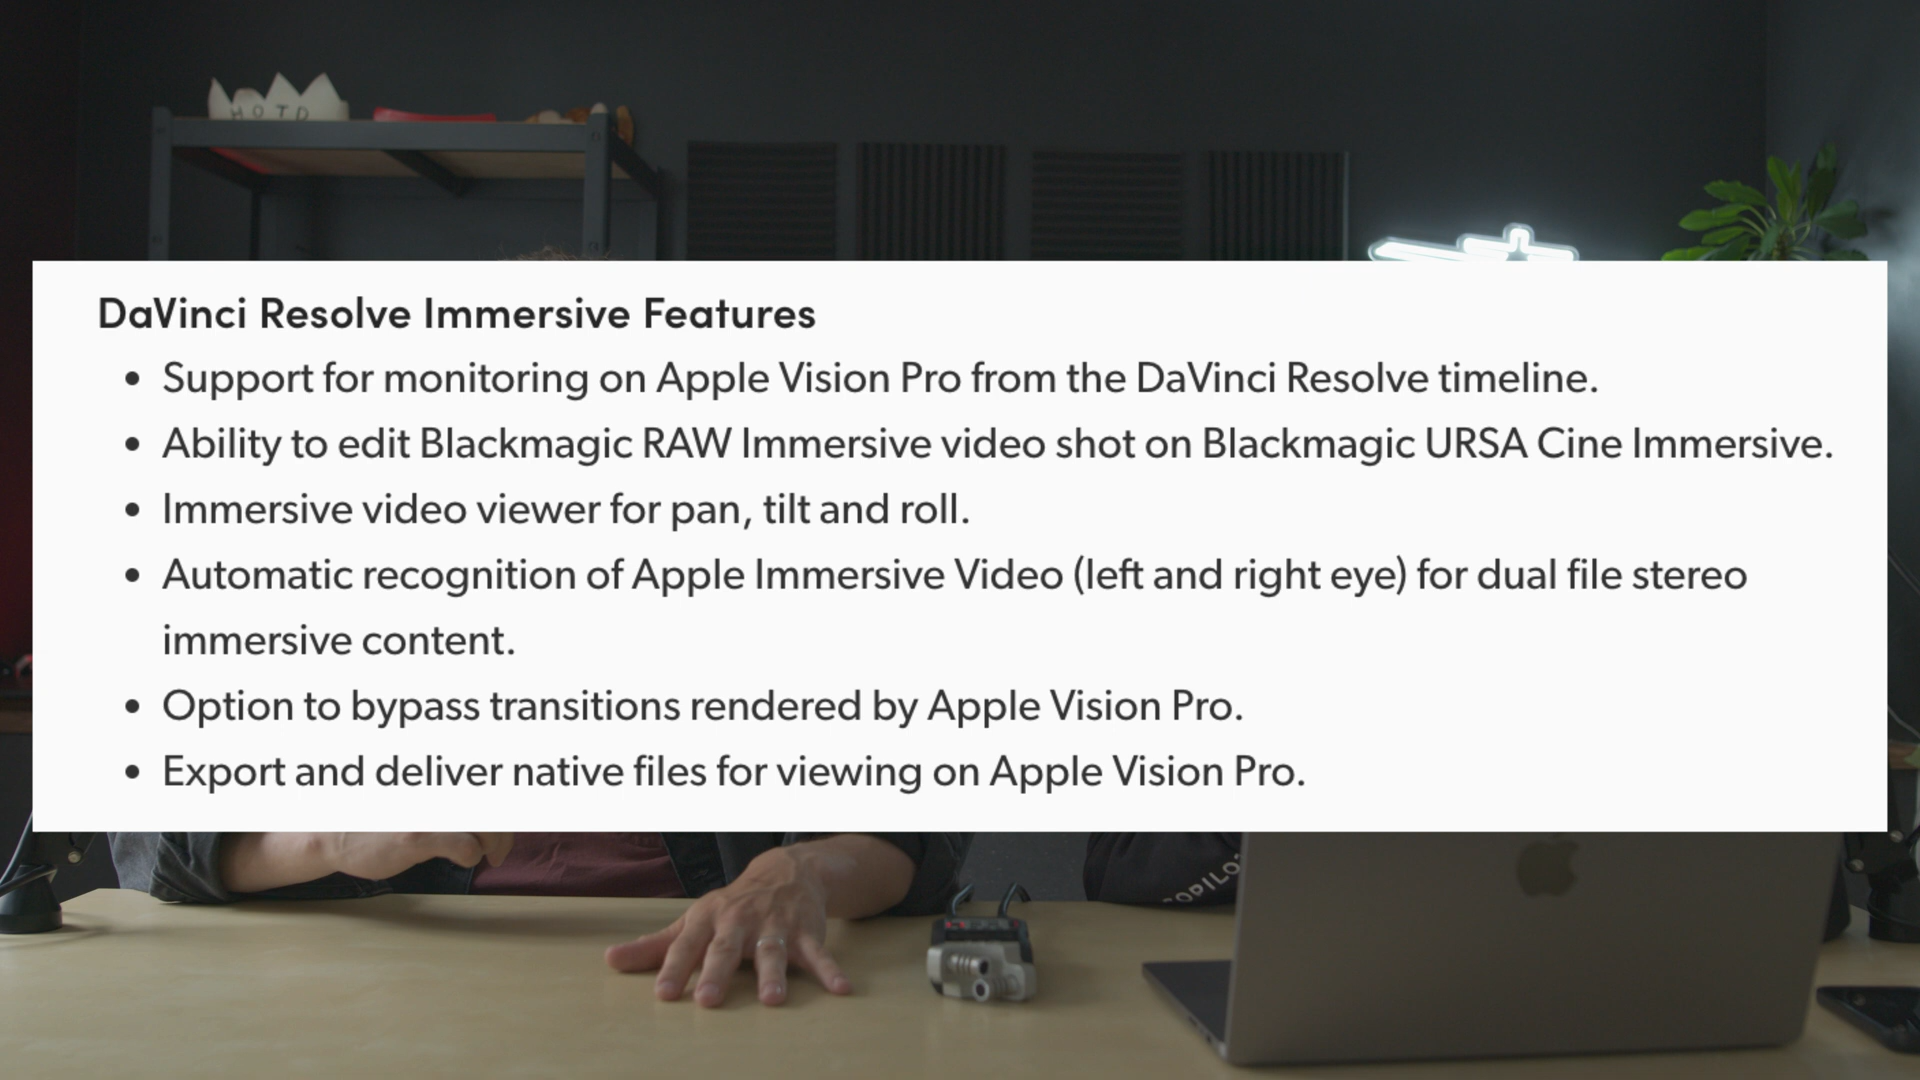 HOTD
DaVinci Resolve Immersive Features
• Support for monitoring on Apple Vision Pro from the DaVinci Resolve timeline.
• Ability to edit Blackmagic RAW Immersive video shot on Blackmagic URSA Cine Immersive.
• Immersive video viewer for pan, tilt and roll.
• Automatic recognition of Apple Immersive Video (left and right eye) for dual file stereo
immersive content.
• Option to bypass transitions rendered by Apple Vision Pro.
• Export and deliver native files for viewing on Apple Vision Pro.